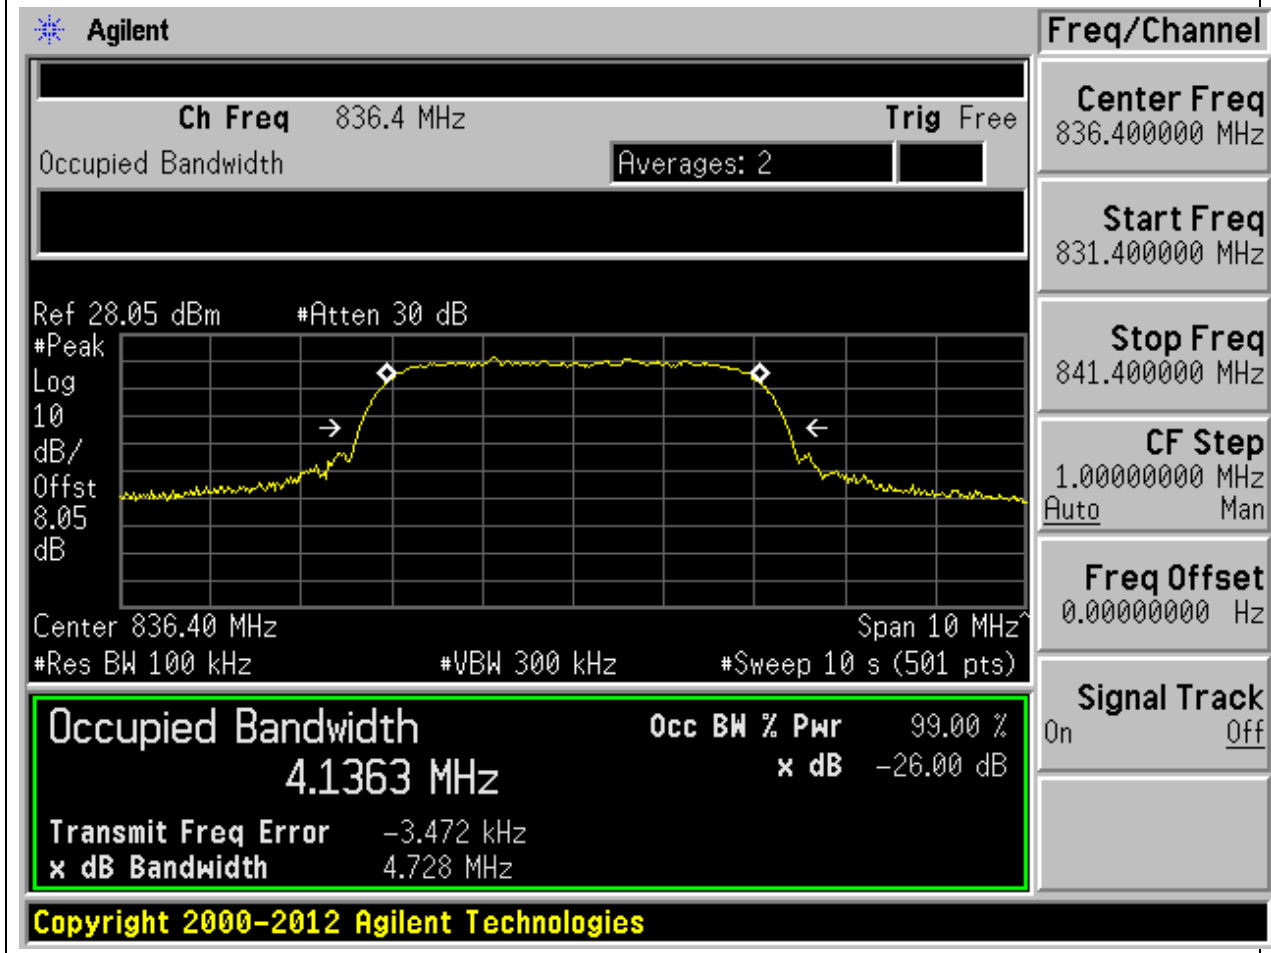 Agilent
Freq/Channel
Ch Freq 836.4 MHz Trig Free
Occupied Bandwidth Averages: 2
Center Freq
836.400000 MHz
Start Freq
831.400000 MHz
Stop Freq
841.400000 MHz
CF Step
1.00000000 MHz
Auto Man
Freq Offset
0.00000000 Hz
Signal Track
On Off
Ref 28.05 dBm #Atten 30 dB
#Peak
Log
10
dB/
Offst
8.05
dB
Center 836.40 MHz Span 10 MHz^
#Res BW 100 kHz #VBW 300 kHz #Sweep 10 s (501 pts)
Occupied Bandwidth Occ BW % Pwr 99.00 %
4.1363 MHz x dB -26.00 dB
Transmit Freq Error -3.472 kHz
x dB Bandwidth 4.728 MHz
Copyright 2000-2012 Agilent Technologies